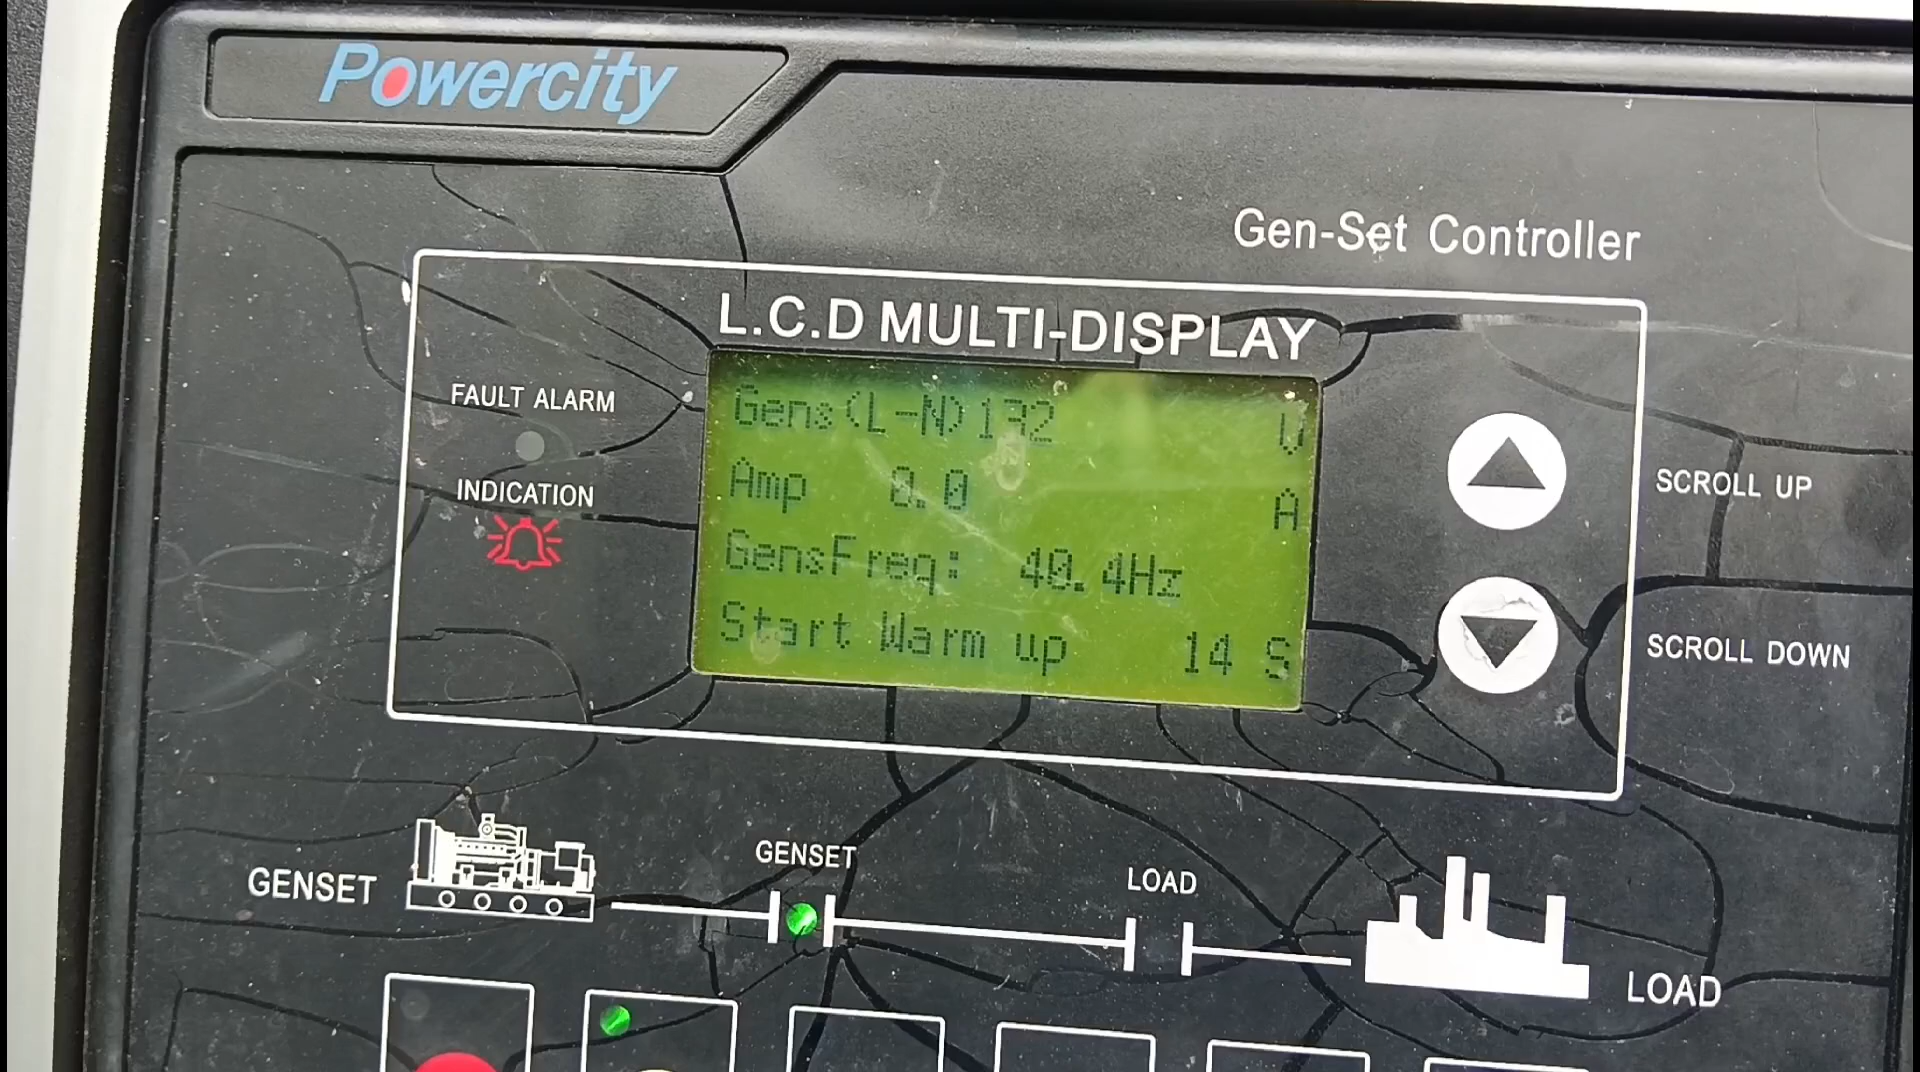 Powercity
Gen-Set Controller
L.C.D MULTI-DISPLAY
FAULT ALARM
INDICATION
Gens(L-N)132 V
Amp 0.0 A
GensFreq: 40.4Hz
Start Warm up 14 S
SCROLL UP
SCROLL DOWN
GENSET
GENSET
LOAD
LOAD